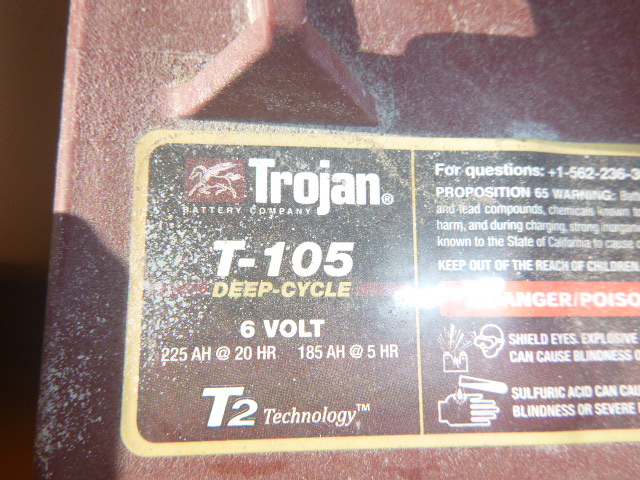 Trojan®
BATTERY COMPANY
T-105
DEEP-CYCLE
6 VOLT
225 AH @ 20 HR 185 AH @ 5 HR
T2 Technology™
For questions: +1-562-236-
PROPOSITION 65 WARNING:
and lead compounds, chemicals known
harm, and during charging, strong
known to the State of California to cause
KEEP OUT OF THE REACH OF CHILDREN
ANGER/POISO
SHIELD EYES. EXPLOSIVE
CAN CAUSE BLINDNESS
SULFURIC ACID CAN CAU
BLINDNESS OR SEVERE